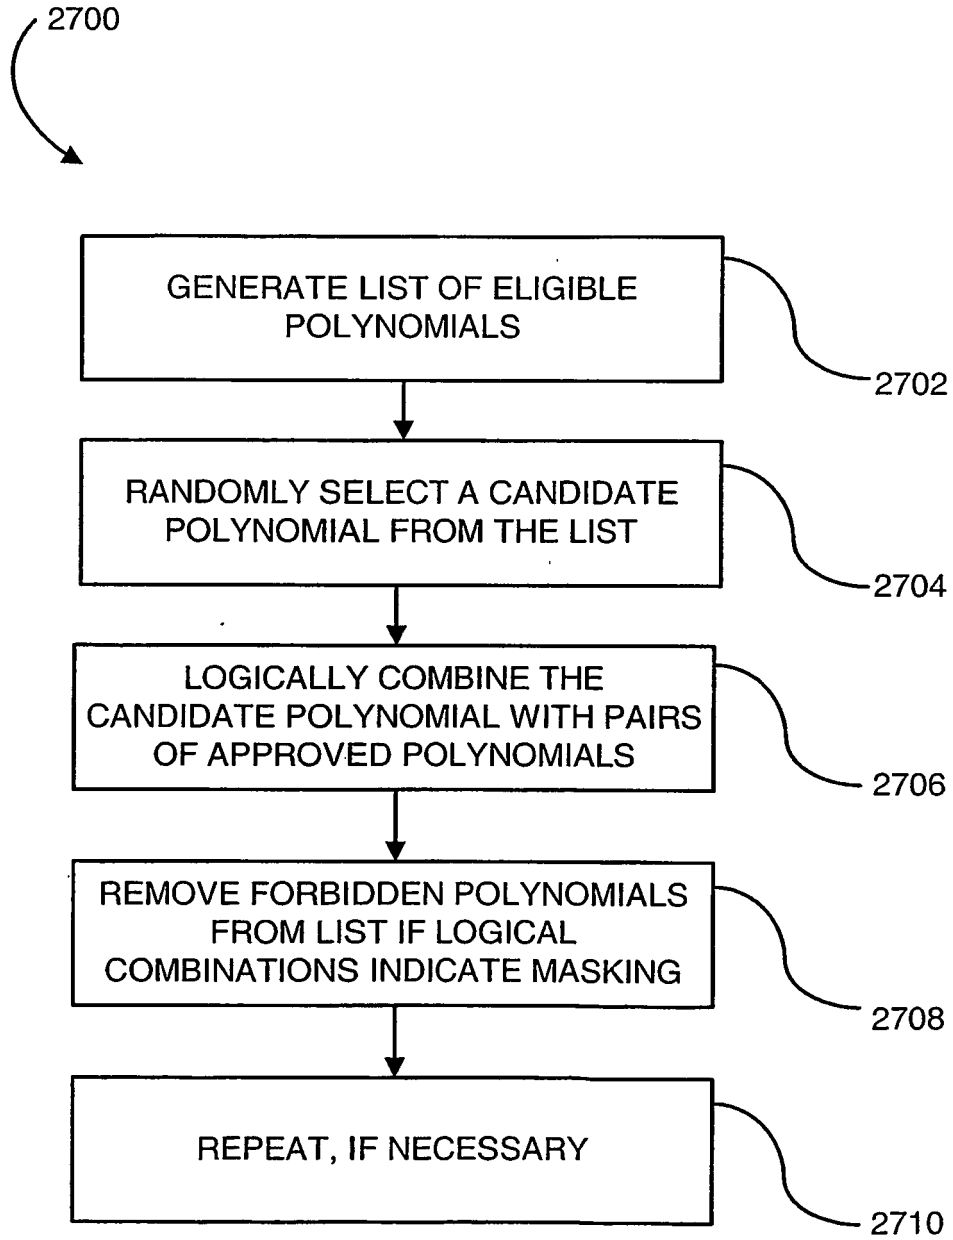 2700
GENERATE LIST OF ELIGIBLE
POLYNOMIALS
2702
RANDOMLY SELECT A CANDIDATE
POLYNOMIAL FROM THE LIST
2704
LOGICALLY COMBINE THE
CANDIDATE POLYNOMIAL WITH PAIRS
OF APPROVED POLYNOMIALS
2706
REMOVE FORBIDDEN POLYNOMIALS
FROM LIST IF LOGICAL
COMBINATIONS INDICATE MASKING
2708
REPEAT, IF NECESSARY
2710